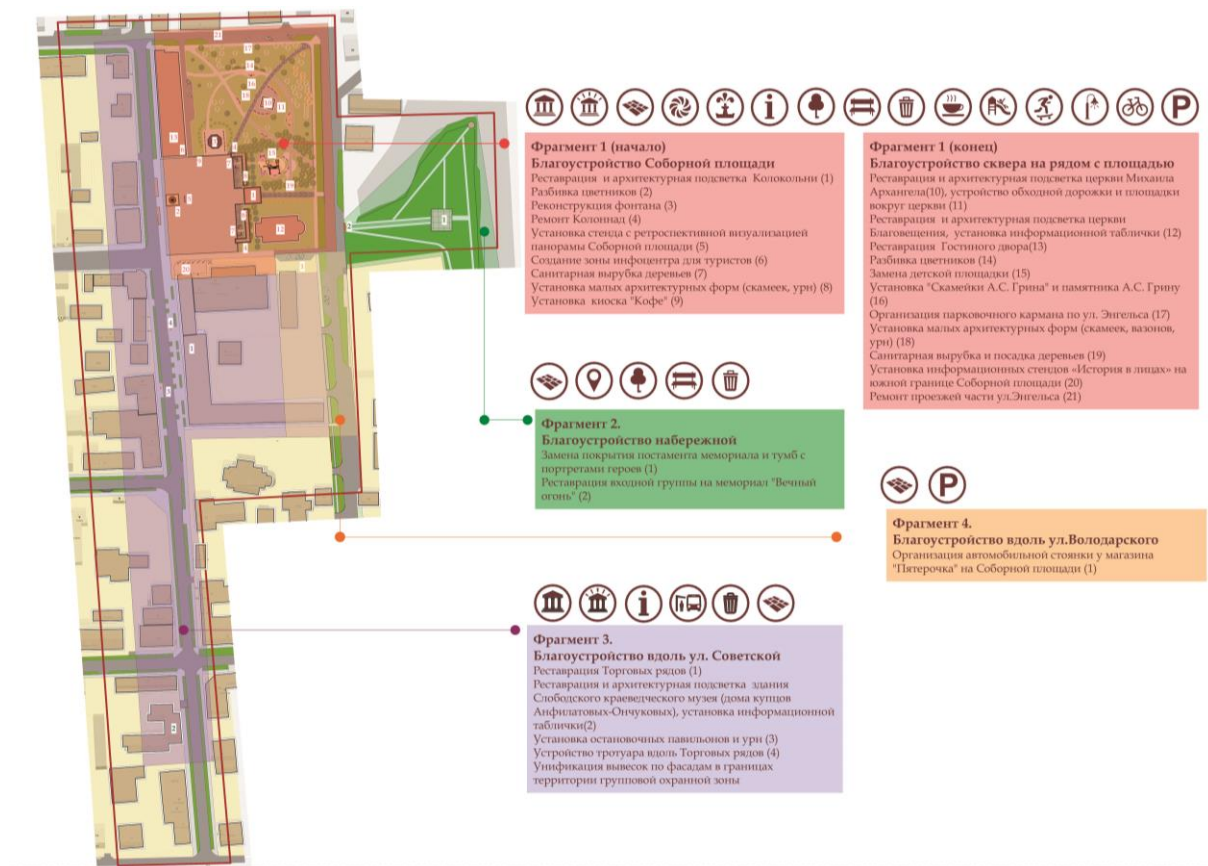 Фрагмент 1 (начало)
Благоустройство Соборной площади
Реставрация и архитектурная подсветка Колокольни (1)
Разбивка цветников (2)
Реконструкция фонтана (3)
Ремонт Колоннад (4)
Установка стенда с ретроспективной визуализацией
панорамы Соборной площади (5)
Создание зоны инфоцентра для туристов (6)
Санитарная вырубка деревьев (7)
Установка малых архитектурных форм (скамеек, урн) (8)
Установка киоска "Кофе" (9)
Фрагмент 1 (конец)
Благоустройство сквера на рядом с площадью
Реставрация и архитектурная подсветка церкви Михаила
Архангела(10), устройство обходной дорожки и площадки
вокруг церкви (11)
Реставрация и архитектурная подсветка церкви
Благовещения, установка информационной таблички (12)
Реставрация Гостиного двора(13)
Разбивка цветников (14)
Замена детской площадки (15)
Установка "Скамейки А.С. Грина" и памятника А.С. Грину
(16)
Организация парковочного кармана по ул. Энгельса (17)
Установка малых архитектурных форм (скамеек, вазонов,
урн) (18)
Санитарная вырубка и посадка деревьев (19)
Установка информационных стендов «История в лицах» на
южной границе Соборной площади (20)
Ремонт проезжей части ул.Энгельса (21)
Фрагмент 2.
Благоустройство набережной
Замена покрытия постамента мемориала и тумб с
портретами героев (1)
Реставрация входной группы на мемориал "Вечный
огонь" (2)
P
Фрагмент 4.
Благоустройство вдоль ул.Володарского
Организация автомобильной стоянки у магазина
"Пятерочка" на Соборной площади (1)
Фрагмент 3.
Благоустройство вдоль ул. Советской
Реставрация Торговых рядов (1)
Реставрация и архитектурная подсветка здания
Слободского краеведческого музея (дома купцов
Анфилатовых-Ончуковых), установка информационной
таблички(2)
Установка остановочных павильонов и урн (3)
Устройство тротуара вдоль Торговых рядов (4)
Унификация вывесок по фасадам в границах
территории групповой охранной зоны